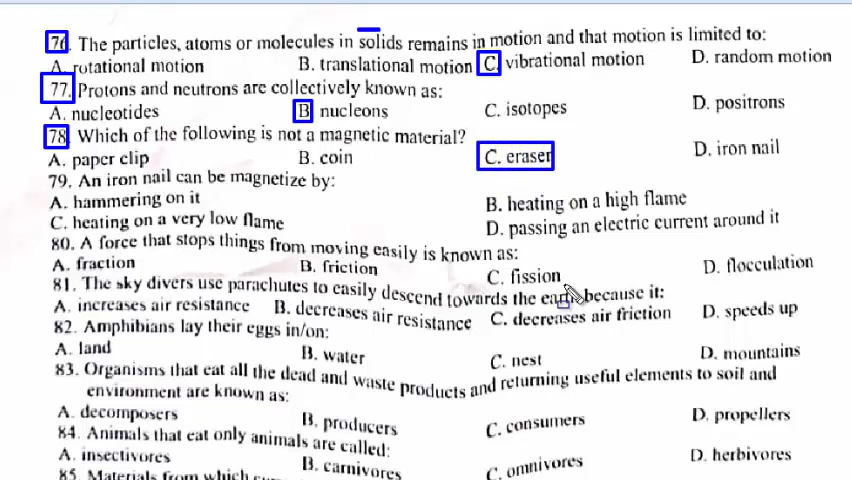 76. The particles, atoms or molecules in solids remains in motion and that motion is limited to:
A. rotational motion B. translational motion C. vibrational motion D. random motion
77. Protons and neutrons are collectively known as:
A. nucleotides B nucleons C. isotopes D. positrons
78. Which of the following is not a magnetic material?
A. paper clip B. coin C. eraser D. iron nail
79. An iron nail can be magnetize by:
A. hammering on it B. heating on a high flame
C. heating on a very low flame D. passing an electric current around it
80. A force that stops things from moving easily is known as:
A. fraction B. friction C. fission D. flocculation
81. The sky divers use parachutes to easily descend towards the earth because it:
A. increases air resistance B. decreases air resistance C. decreases air friction D. speeds up
82. Amphibians lay their eggs in/on:
A. land B. water C. nest D. mountains
83. Organisms that eat all the dead and waste products and returning useful elements to soil and
environment are known as:
A. decomposers B. producers C. consumers D. propellers
84. Animals that eat only animals are called:
A. insectivores B. carnivores C. omnivores D. herbivores
85. Materials from which